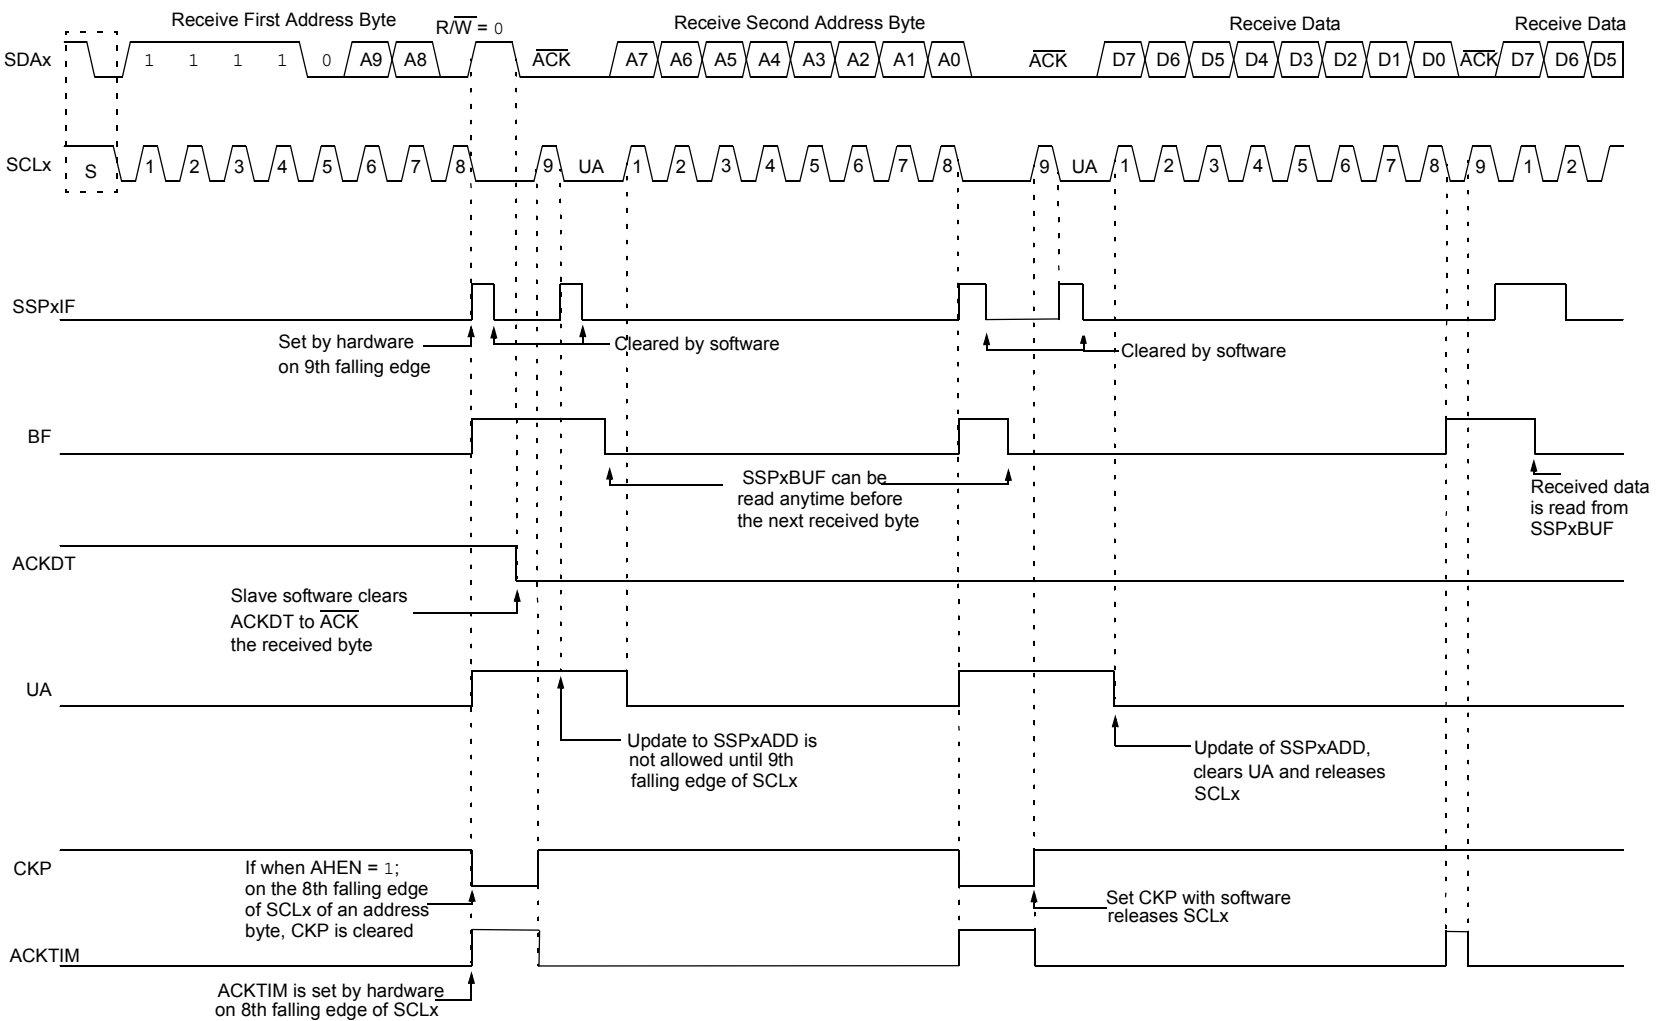 Receive First Address Byte
R/W = 0
Receive Second Address Byte
Receive Data
Receive Data
SDAx
1 1 1 1 0 A9 A8 ACK A7 A6 A5 A4 A3 A2 A1 A0 ACK D7 D6 D5 D4 D3 D2 D1 D0 ACK D7 D6 D5
SCLx
S 1 2 3 4 5 6 7 8 9 UA 1 2 3 4 5 6 7 8 9 UA 1 2 3 4 5 6 7 8 9 1 2
SSPxIF
Set by hardware
on 9th falling edge
Cleared by software
Cleared by software
BF
SSPxBUF can be
read anytime before
the next received byte
Received data
is read from
SSPxBUF
ACKDT
Slave software clears
ACKDT to ACK
the received byte
UA
Update to SSPxADD is
not allowed until 9th
falling edge of SCLx
Update of SSPxADD,
clears UA and releases
SCLx
CKP
If when AHEN = 1;
on the 8th falling edge
of SCLx of an address
byte, CKP is cleared
Set CKP with software
releases SCLx
ACKTIM
ACKTIM is set by hardware
on 8th falling edge of SCLx